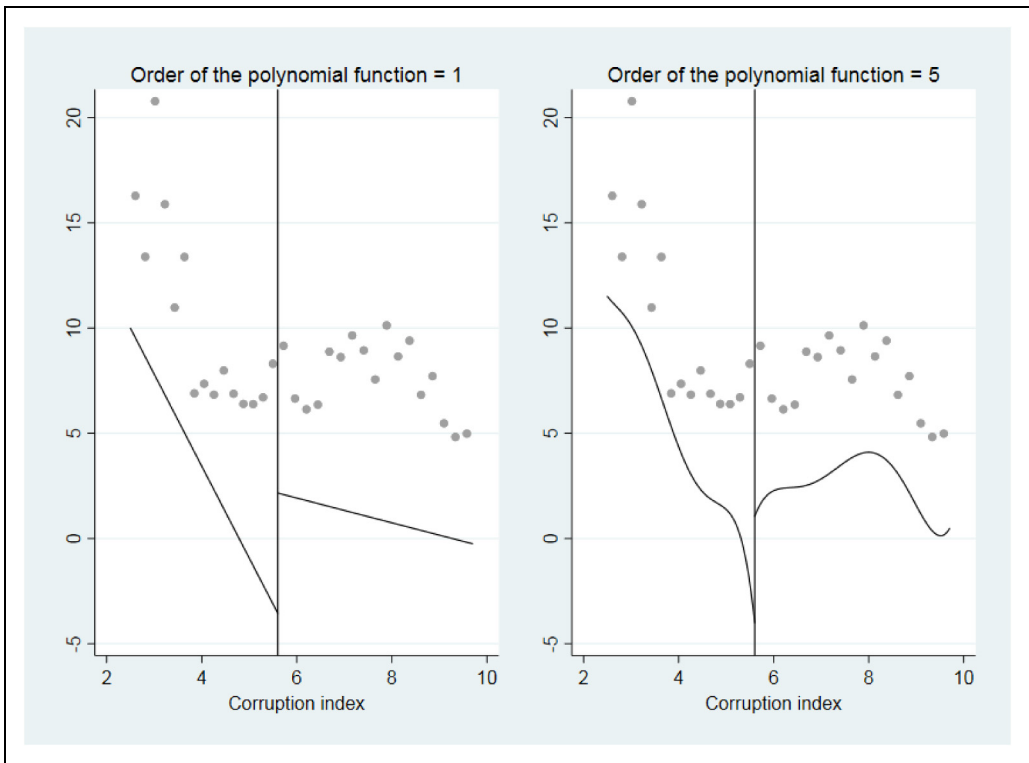 Order of the polynomial function = 1
20
15
10
5
0
-5
2 4 6 8 10
Corruption index
Order of the polynomial function = 5
20
15
10
5
0
-5
2 4 6 8 10
Corruption index